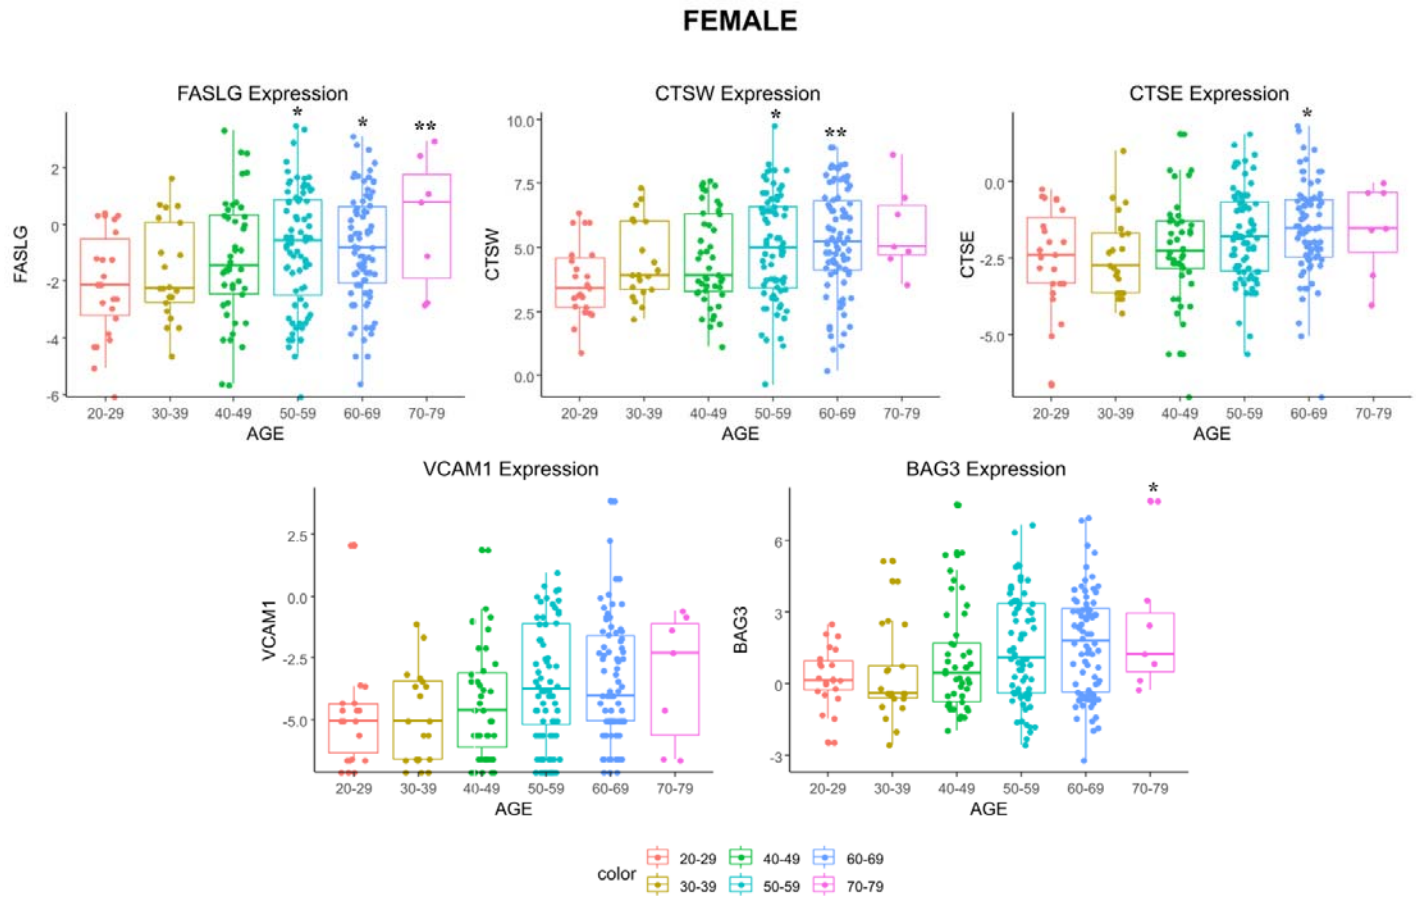 FEMALE
FASLG Expression
* * **
FASLG
2
0
-2
-4
-6
20-29 30-39 40-49 50-59 60-69 70-79
AGE
CTSW Expression
* **
CTSW
10.0
7.5
5.0
2.5
0.0
20-29 30-39 40-49 50-59 60-69 70-79
AGE
CTSE Expression
*
CTSE
0.0
-2.5
-5.0
20-29 30-39 40-49 50-59 60-69 70-79
AGE
VCAM1 Expression
VCAM1
2.5
0.0
-2.5
-5.0
20-29 30-39 40-49 50-59 60-69 70-79
AGE
BAG3 Expression
*
BAG3
6
3
0
-3
20-29 30-39 40-49 50-59 60-69 70-79
AGE
color 20-29 40-49 60-69
30-39 50-59 70-79